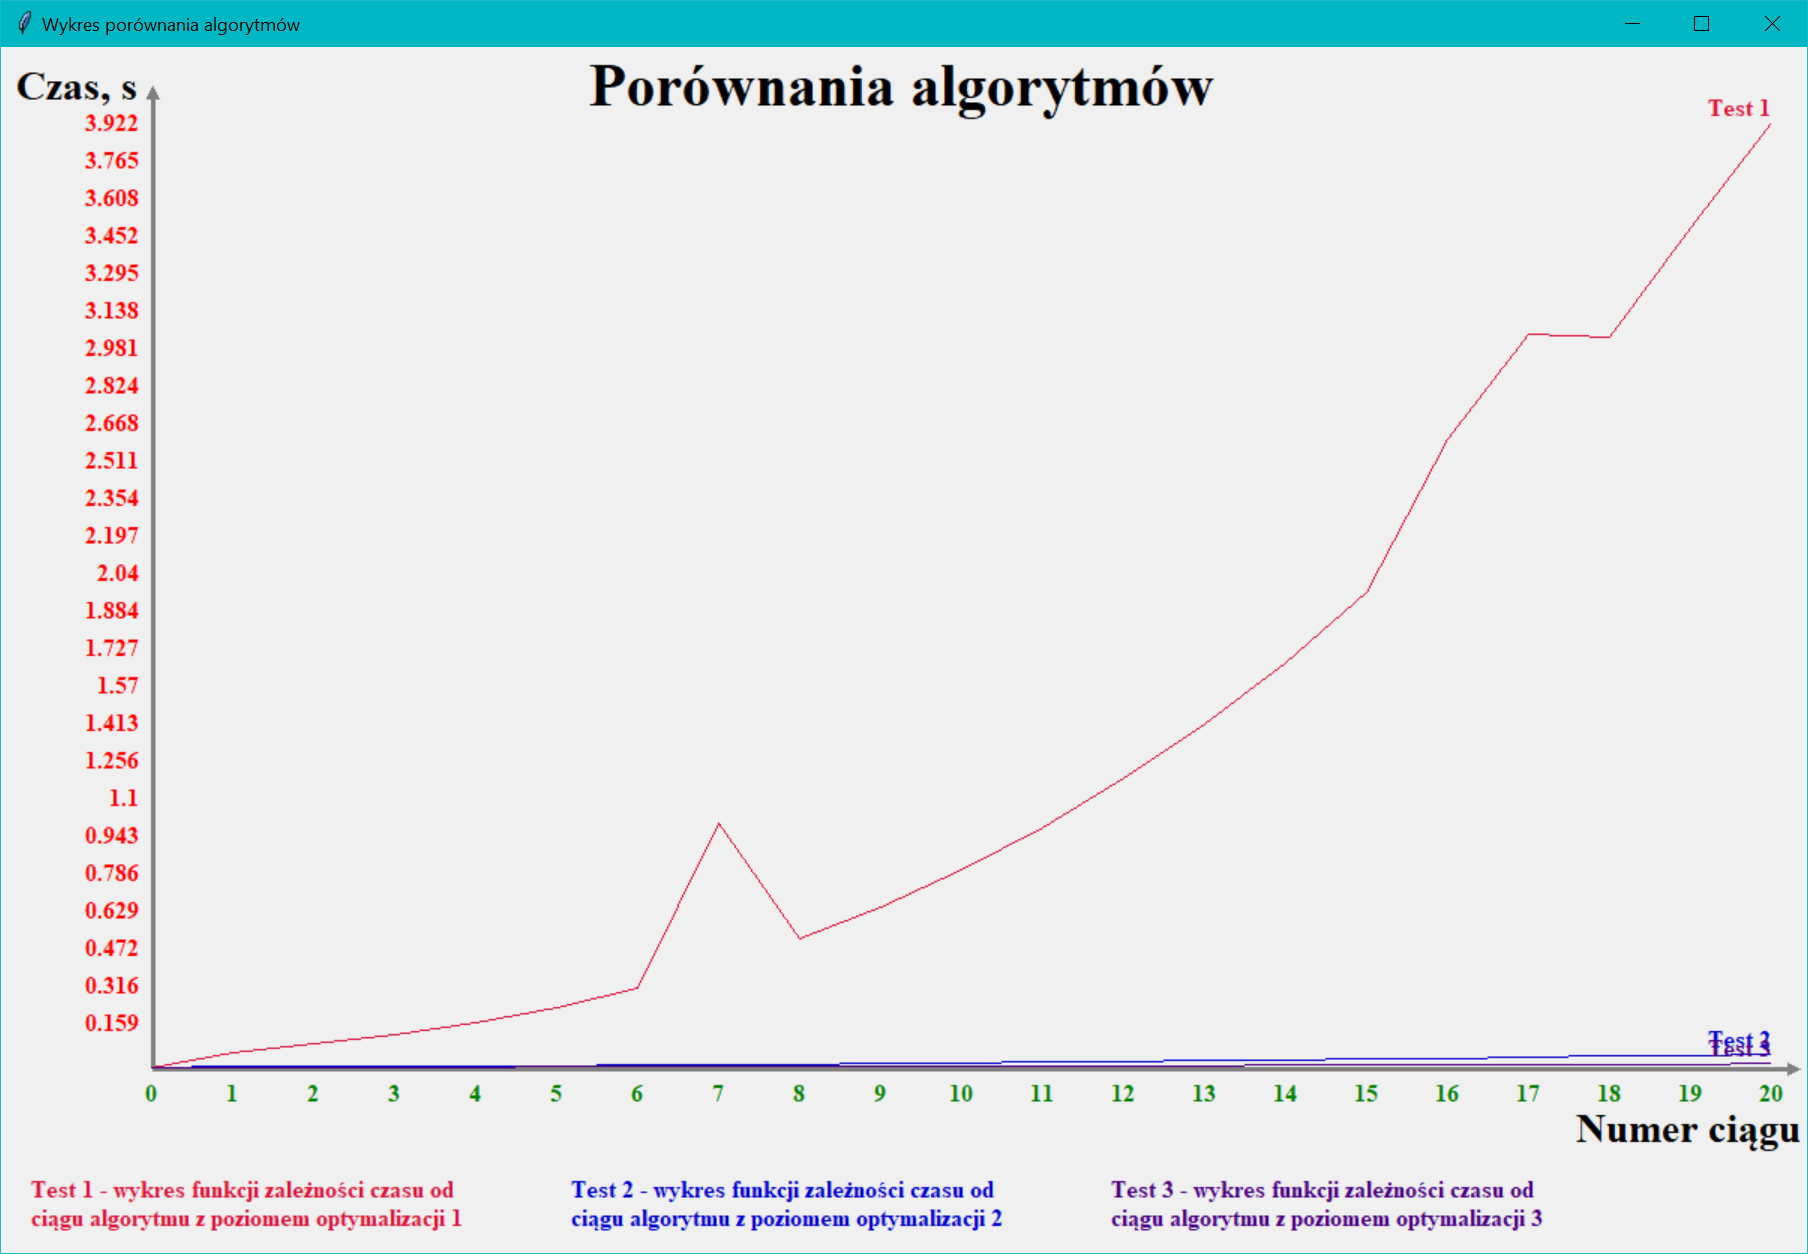 Wykres porównania algorytmów
Porównania algorytmów
Czas, s
3.922
3.765
3.608
3.452
3.295
3.138
2.981
2.824
2.668
2.511
2.354
2.197
2.04
1.884
1.727
1.57
1.413
1.256
1.1
0.943
0.786
0.629
0.472
0.316
0.159
Test 1
Test 2
Test 3
0 1 2 3 4 5 6 7 8 9 10 11 12 13 14 15 16 17 18 19 20
Numer ciągu
Test 1 - wykres funkcji zależności czasu od
ciągu algorytmu z poziomem optymalizacji 1
Test 2 - wykres funkcji zależności czasu od
ciągu algorytmu z poziomem optymalizacji 2
Test 3 - wykres funkcji zależności czasu od
ciągu algorytmu z poziomem optymalizacji 3